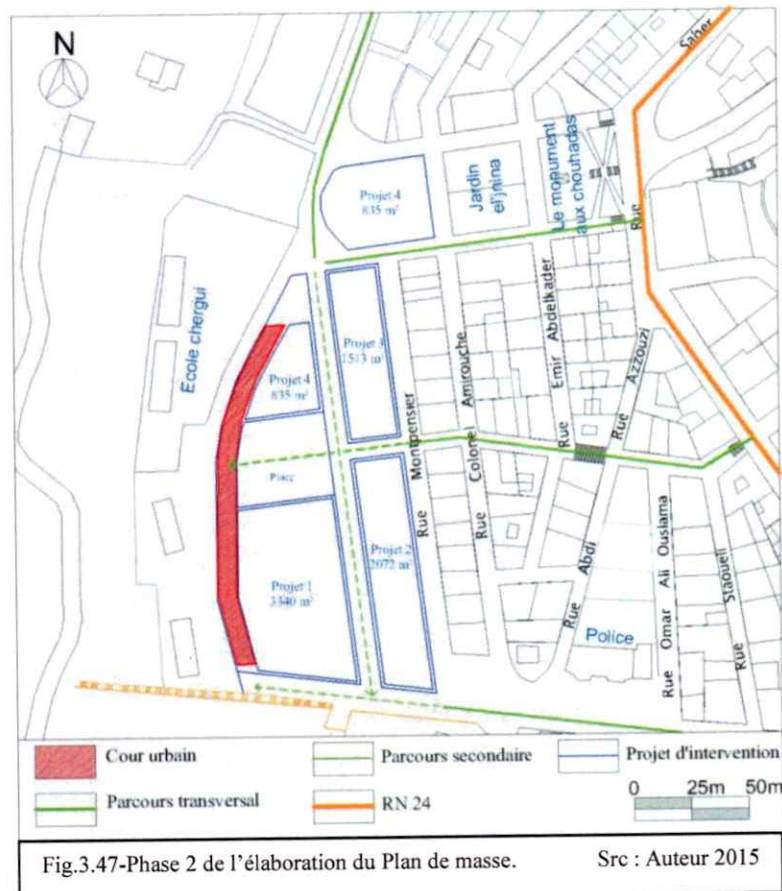 N
Saber
Rue
Projet 4
835 m²
Jardin
el'jnina
Le monument
aux chouhadas
Ecole chergui
Projet 3
1513 m²
Projet 4
835 m²
Place
Projet 1
3340 m²
Projet 2
2072 m²
Rue Montpensier
Rue Colonel Amirouche
Rue Emir Abdelkader
Rue Azzouzi
Rue Abdi
Police
Rue Omar Ali Ouslama
Rue Staoueli
Cour urbain
Parcours secondaire
Projet d'intervention
Parcours transversal
RN 24
0 25m 50m
Fig.3.47-Phase 2 de l'élaboration du Plan de masse. Src : Auteur 2015